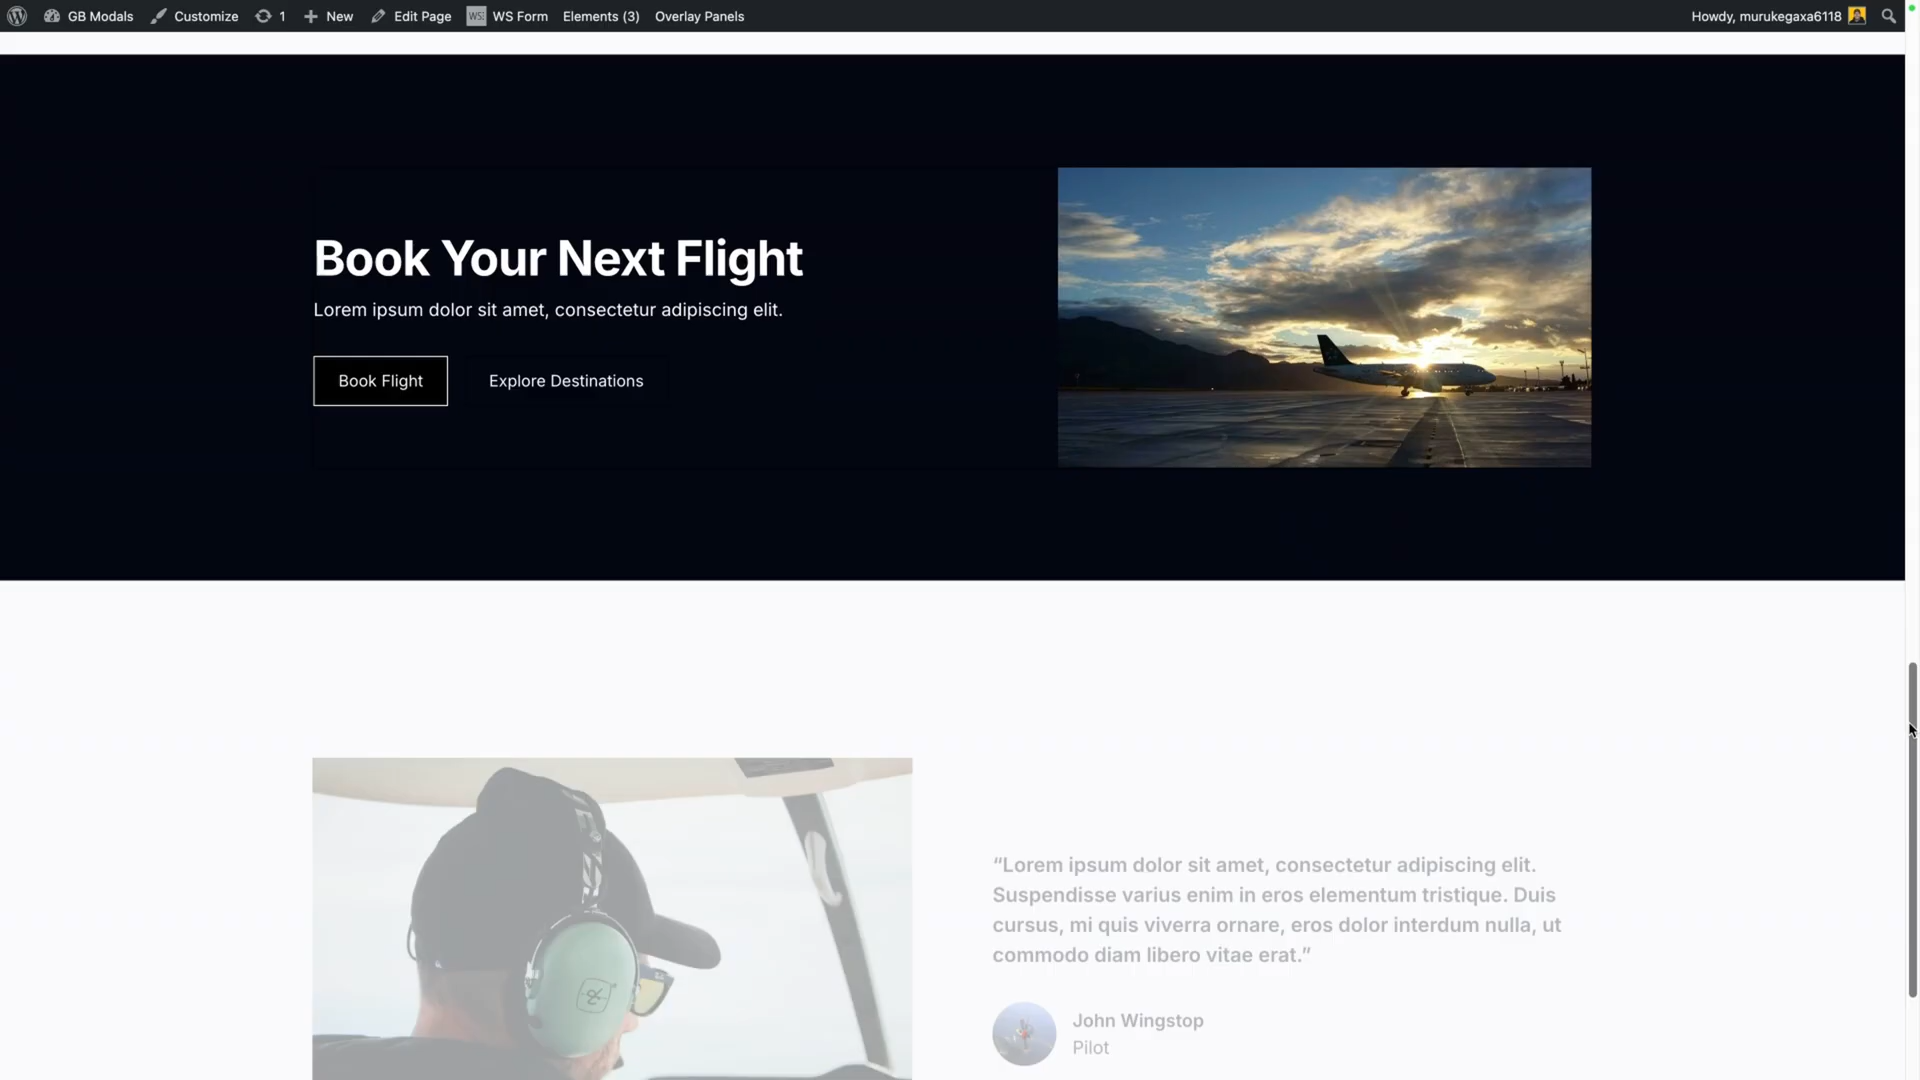 GB Modals Customize 1 New Edit Page WS Form Elements (3) Overlay Panels Howdy, murukegaxa6118
Book Your Next Flight
Lorem ipsum dolor sit amet, consectetur adipiscing elit.
Book Flight Explore Destinations
“Lorem ipsum dolor sit amet, consectetur adipiscing elit.
Suspendisse varius enim in eros elementum tristique. Duis
cursus, mi quis viverra ornare, eros dolor interdum nulla, ut
commodo diam libero vitae erat.”
John Wingstop
Pilot